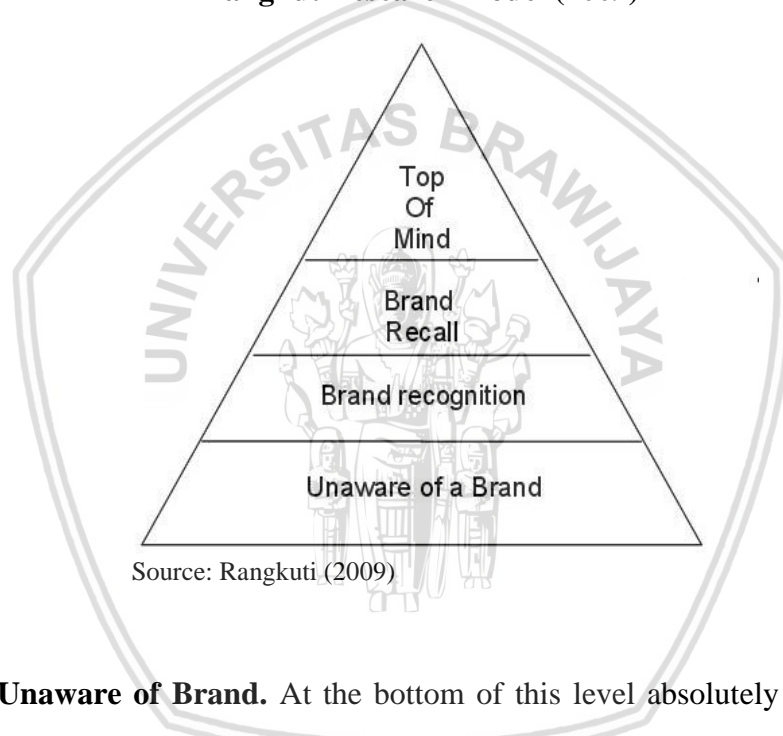 UNIVERSITAS BRAWIJAYA
Top
Of
Mind
Brand
Recall
Brand recognition
Unaware of a Brand
Source: Rangkuti (2009)
Unaware of Brand. At the bottom of this level absolutely